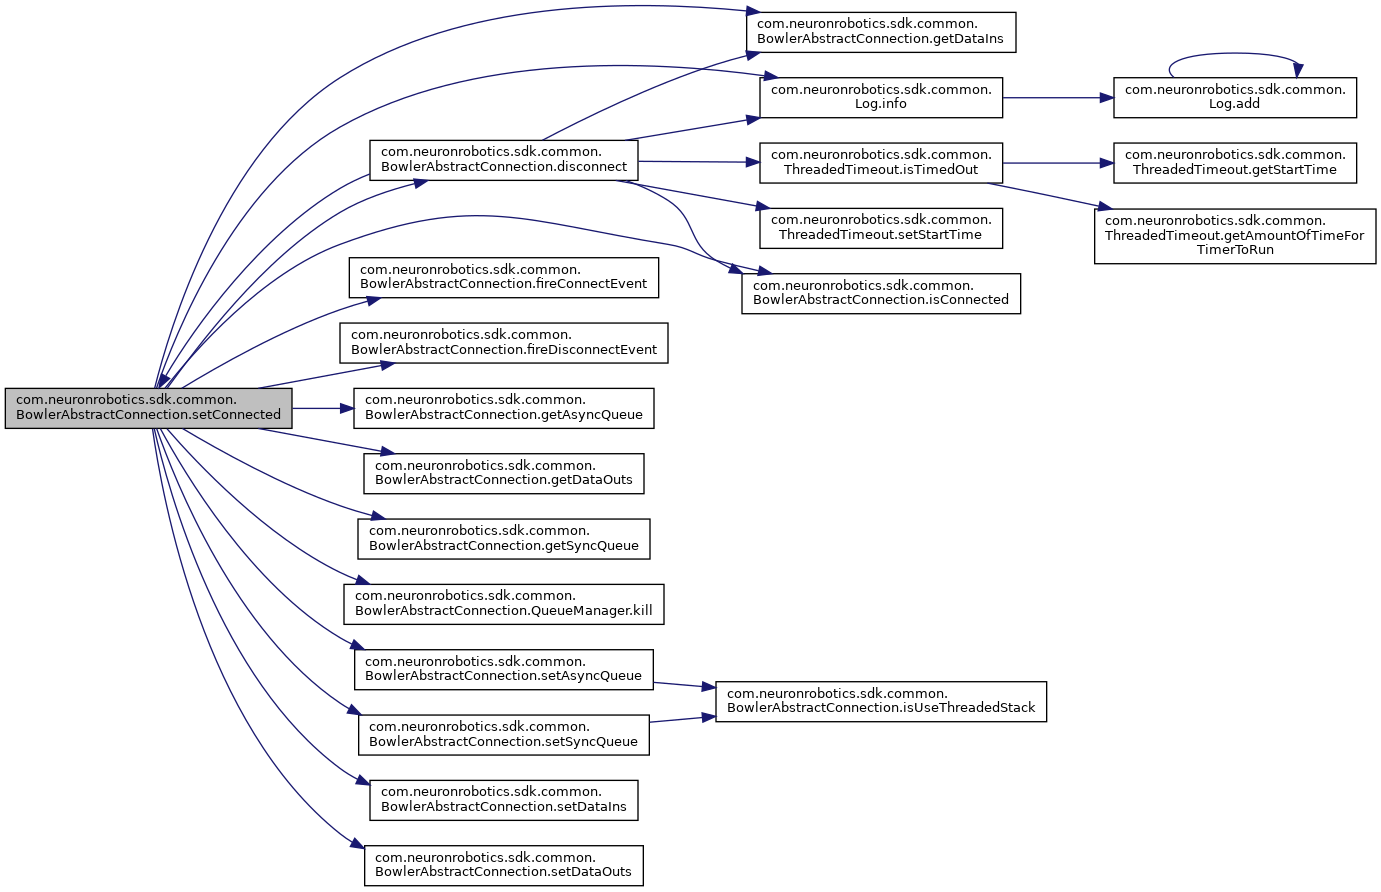 com.neuronrobotics.sdk.common.
BowlerAbstractConnection.setConnected
com.neuronrobotics.sdk.common.
BowlerAbstractConnection.disconnect
com.neuronrobotics.sdk.common.
BowlerAbstractConnection.fireConnectEvent
com.neuronrobotics.sdk.common.
BowlerAbstractConnection.fireDisconnectEvent
com.neuronrobotics.sdk.common.
BowlerAbstractConnection.getAsyncQueue
com.neuronrobotics.sdk.common.
BowlerAbstractConnection.getDataOuts
com.neuronrobotics.sdk.common.
BowlerAbstractConnection.getSyncQueue
com.neuronrobotics.sdk.common.
BowlerAbstractConnection.QueueManager.kill
com.neuronrobotics.sdk.common.
BowlerAbstractConnection.setAsyncQueue
com.neuronrobotics.sdk.common.
BowlerAbstractConnection.setSyncQueue
com.neuronrobotics.sdk.common.
BowlerAbstractConnection.setDataIns
com.neuronrobotics.sdk.common.
BowlerAbstractConnection.setDataOuts
com.neuronrobotics.sdk.common.
BowlerAbstractConnection.getDataIns
com.neuronrobotics.sdk.common.
Log.info
com.neuronrobotics.sdk.common.
ThreadedTimeout.isTimedOut
com.neuronrobotics.sdk.common.
ThreadedTimeout.setStartTime
com.neuronrobotics.sdk.common.
BowlerAbstractConnection.isConnected
com.neuronrobotics.sdk.common.
BowlerAbstractConnection.isUseThreadedStack
com.neuronrobotics.sdk.common.
Log.add
com.neuronrobotics.sdk.common.
ThreadedTimeout.getStartTime
com.neuronrobotics.sdk.common.
ThreadedTimeout.getAmountOfTimeFor
TimerToRun